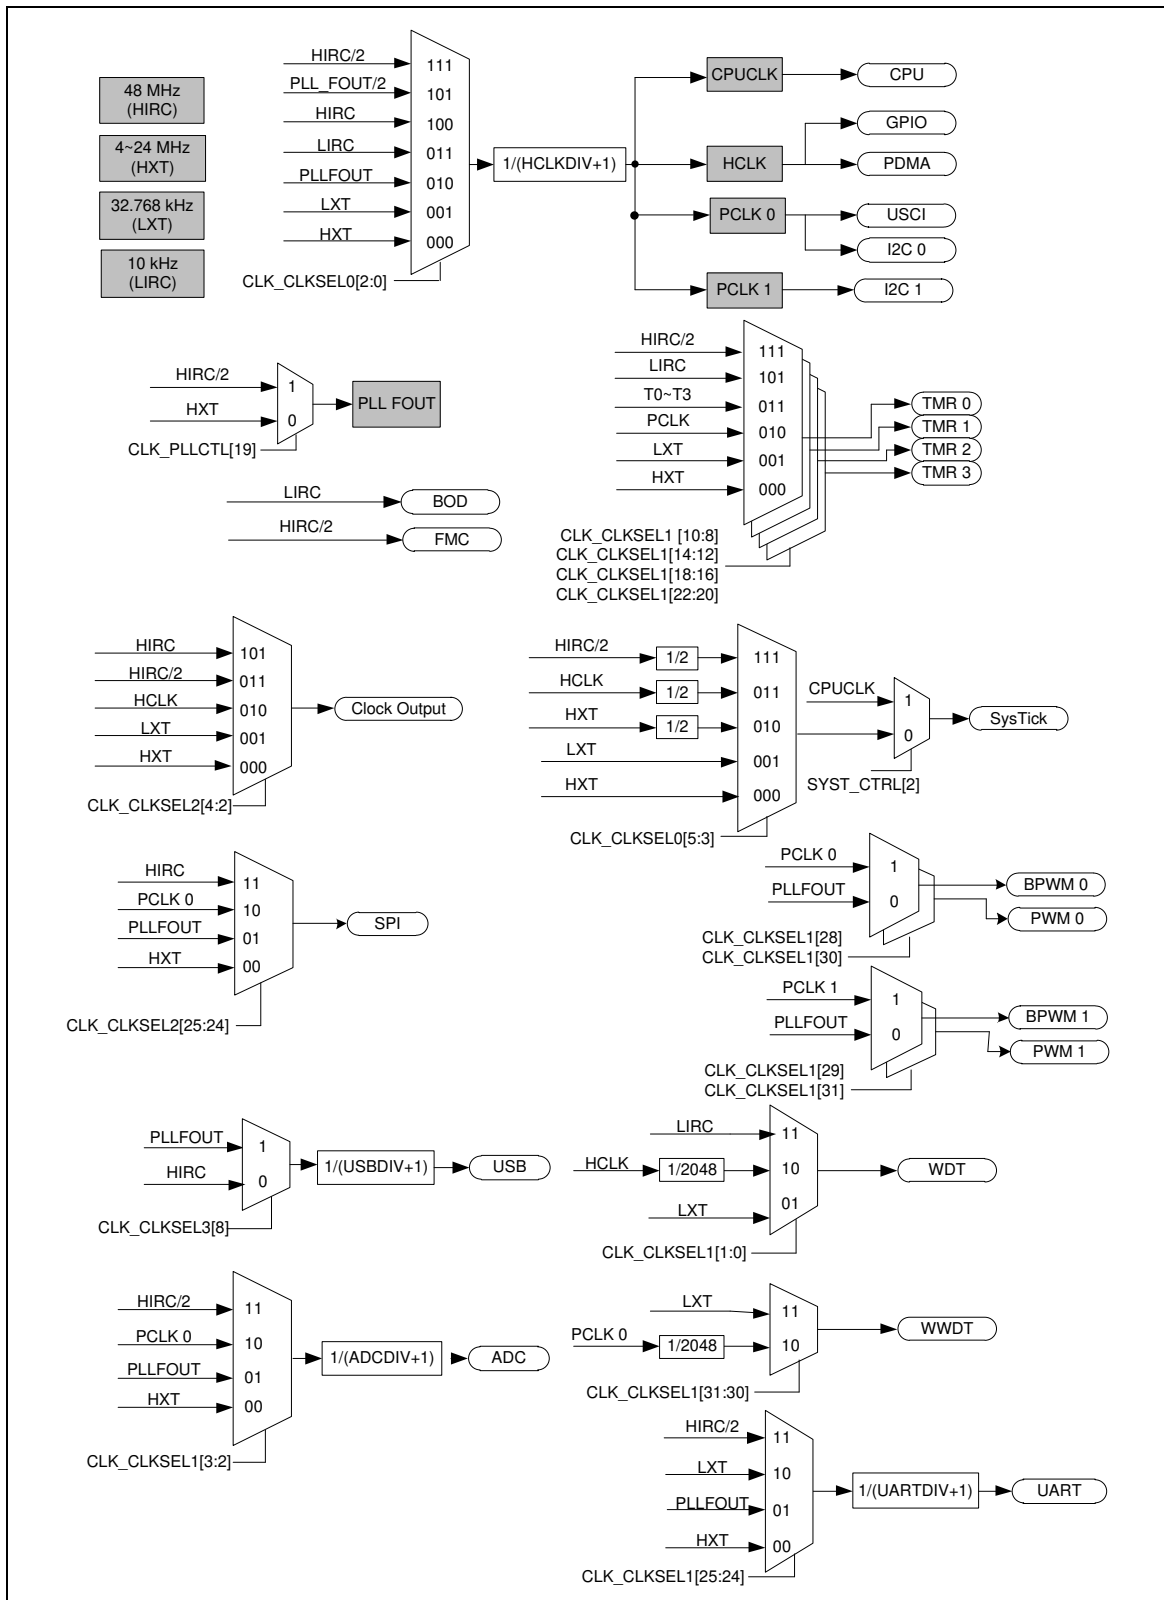 48 MHz
(HIRC)
4~24 MHz
(HXT)
32.768 kHz
(LXT)
10 kHz
(LIRC)
HIRC/2
111
PLL_FOUT/2
101
HIRC
100
LIRC
011
PLLFOUT
010
LXT
001
HXT
000
CLK_CLKSEL0[2:0]
1/(HCLKDIV+1)
CPUCLK
CPU
HCLK
GPIO
PDMA
PCLK 0
USCI
I2C 0
PCLK 1
I2C 1
HIRC/2
1
HXT
0
CLK_PLLCTL[19]
PLL FOUT
LIRC
BOD
HIRC/2
FMC
HIRC/2
111
LIRC
101
T0~T3
011
PCLK
010
LXT
001
HXT
000
TMR 0
TMR 1
TMR 2
TMR 3
CLK_CLKSEL1 [10:8]
CLK_CLKSEL1[14:12]
CLK_CLKSEL1[18:16]
CLK_CLKSEL1[22:20]
HIRC
101
HIRC/2
011
HCLK
010
LXT
001
HXT
000
CLK_CLKSEL2[4:2]
Clock Output
HIRC/2
1/2
111
HCLK
1/2
011
HXT
1/2
010
LXT
001
HXT
000
CLK_CLKSEL0[5:3]
CPUCLK
1
0
SYST_CTRL[2]
SysTick
HIRC
11
PCLK 0
10
PLLFOUT
01
HXT
00
CLK_CLKSEL2[25:24]
SPI
PCLK 0
1
PLLFOUT
0
BPWM 0
PWM 0
CLK_CLKSEL1[28]
CLK_CLKSEL1[30]
PCLK 1
1
PLLFOUT
0
BPWM 1
PWM 1
CLK_CLKSEL1[29]
CLK_CLKSEL1[31]
PLLFOUT
1
HIRC
0
CLK_CLKSEL3[8]
1/(USBDIV+1)
USB
LIRC
11
HCLK
1/2048
10
LXT
01
CLK_CLKSEL1[1:0]
WDT
HIRC/2
11
PCLK 0
10
PLLFOUT
01
HXT
00
CLK_CLKSEL1[3:2]
1/(ADCDIV+1)
ADC
LXT
11
PCLK 0
1/2048
10
CLK_CLKSEL1[31:30]
WWDT
HIRC/2
11
LXT
10
PLLFOUT
01
HXT
00
CLK_CLKSEL1[25:24]
1/(UARTDIV+1)
UART